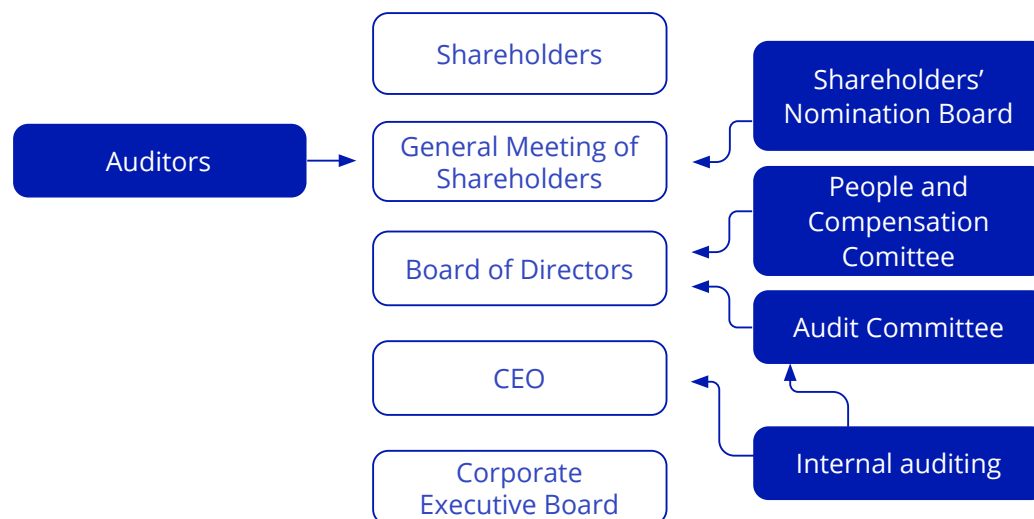 Shareholders
Shareholders’
Nomination Board
Auditors
General Meeting of
Shareholders
People and
Compensation
Comittee
Board of Directors
Audit Committee
CEO
Internal auditing
Corporate
Executive Board